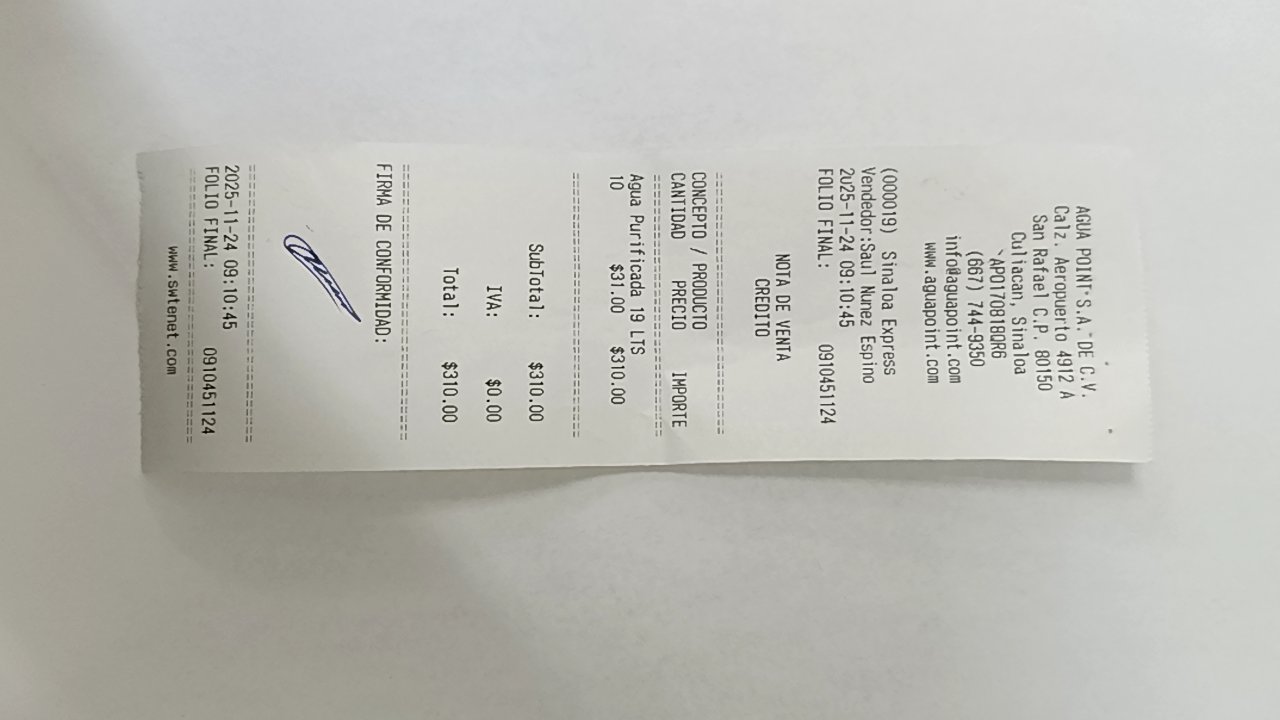 AGUA POINT S.A. DE C.V.
Calz. Aeropuerto 4912 A
San Rafael C.P. 80150
Culiacan, Sinaloa
APO170818QR6
(667) 744-9350
info@aguapoint.com
www.aguapoint.com
(000019) Sinaloa Express
Vendedor:Saul Nunez Espino
2025-11-24 09:10:45
FOLIO FINAL: 0910451124
NOTA DE VENTA
CREDITO
CONCEPTO / PRODUCTO
CANTIDAD PRECIO IMPORTE
Agua Purificada 19 LTS
10 $31.00 $310.00
SubTotal: $310.00
IVA: $0.00
Total: $310.00
FIRMA DE CONFORMIDAD:
2025-11-24 09:10:45
FOLIO FINAL: 0910451124
www.swtenet.com